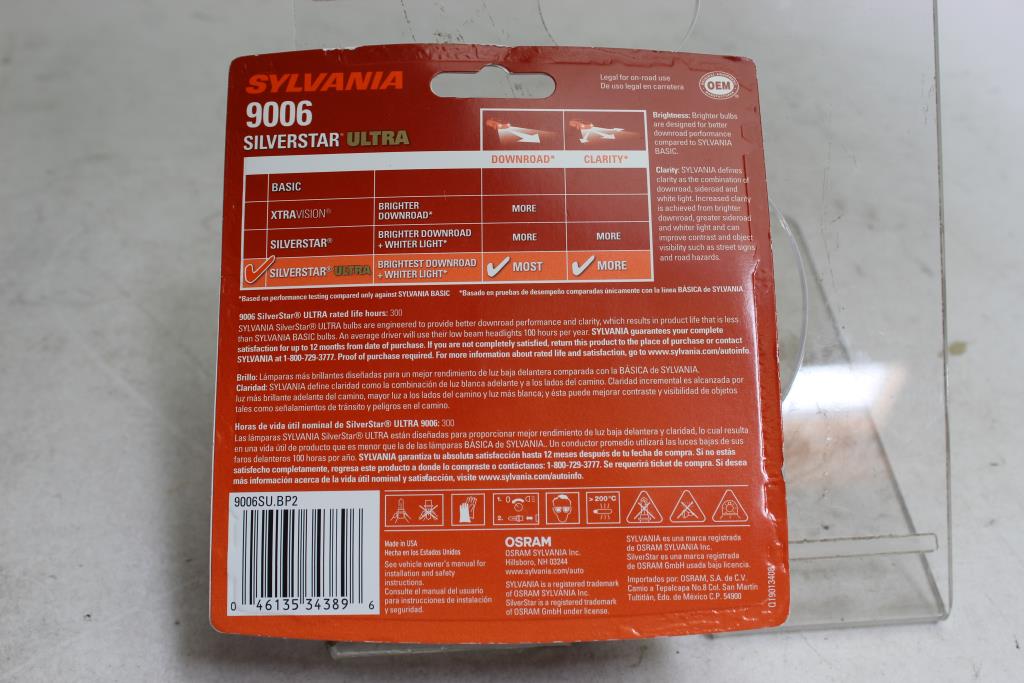 SYLVANIA
9006
SILVERSTAR® ULTRA
Legal for on-road use
De uso legal en carretera
OEM
DOWNROAD* CLARITY*
BASIC
XTRAVISION® BRIGHTER DOWNROAD* MORE
SILVERSTAR® BRIGHTER DOWNROAD + WHITER LIGHT* MORE MORE
SILVERSTAR® ULTRA BRIGHTEST DOWNROAD + WHITER LIGHT* MOST MORE
Brightness: Brighter bulbs
are designed for better
downroad performance
compared to SYLVANIA
BASIC.
Clarity: SYLVANIA defines
clarity as the combination of
downroad, sideroad and
white light. Increased clarity
is achieved from brighter
downroad, greater sideroad
and whiter light and can
improve contrast and object
visibility such as street signs
and road hazards.
*Based on performance testing compared only against SYLVANIA BASIC *Basado en pruebas de desempeño comparadas únicamente con la línea BÁSICA de SYLVANIA
9006 SilverStar® ULTRA rated life hours: 300
SYLVANIA SilverStar® ULTRA bulbs are engineered to provide better downroad performance and clarity, which results in product life that is less
than SYLVANIA BASIC bulbs. An average driver will use their low beam headlights 100 hours per year. SYLVANIA guarantees your complete
satisfaction for up to 12 months from date of purchase. If you are not completely satisfied, return this product to the place of purchase or contact
SYLVANIA at 1-800-729-3777. Proof of purchase required. For more information about rated life and satisfaction, go to www.sylvania.com/autoinfo.
Brillo: Lámparas más brillantes diseñadas para un mejor rendimiento de luz baja delantera comparada con la BÁSICA de SYLVANIA.
Claridad: SYLVANIA define claridad como la combinación de luz blanca adelante y a los lados del camino. Claridad incremental es alcanzada por
luz más brillante adelante del camino, mayor luz a los lados del camino y luz más blanca; y ésta puede mejorar contraste y visibilidad de objetos
tales como señalamientos de tránsito y peligros en el camino.
Horas de vida útil nominal de SilverStar® ULTRA 9006: 300
Las lámparas SYLVANIA SilverStar® ULTRA están diseñadas para proporcionar mejor rendimiento de luz baja delantera y claridad, lo cual resulta
en una vida útil de producto que es menor que la de las lámparas BÁSICA de SYLVANIA. Un conductor promedio utilizará las luces bajas de sus
faros delanteros 100 horas por año. SYLVANIA garantiza tu absoluta satisfacción hasta 12 meses después de tu fecha de compra. Si no estás
satisfecho completamente, regresa este producto a donde lo compraste o contáctanos: 1-800-729-3777. Se requerirá ticket de compra. Si desea
más información acerca de la vida útil nominal y satisfacción, visite www.sylvania.com/autoinfo.
9006SU.BP2
0 46135 34389 6
1. 0
2.
>200°C
Made in USA
Hecha en los Estados Unidos
See vehicle owner's manual for
installation and safety
instructions.
Consulte el manual del usuario
para instrucciones de instalación
y seguridad.
OSRAM
OSRAM SYLVANIA Inc.
Hillsboro, NH 03244
www.sylvania.com/auto
SYLVANIA is a registered trademark
of OSRAM SYLVANIA Inc.
SilverStar is a registered trademark
of OSRAM GmbH under license.
SYLVANIA es una marca registrada
de OSRAM SYLVANIA Inc.
SilverStar es una marca registrada
de OSRAM GmbH usada bajo licencia.
Importados por: OSRAM, S.A. de C.V.
Camio a Tepalcapa No.8 Col. San Martin
Tultitlán, Edo. de México C.P. 54900